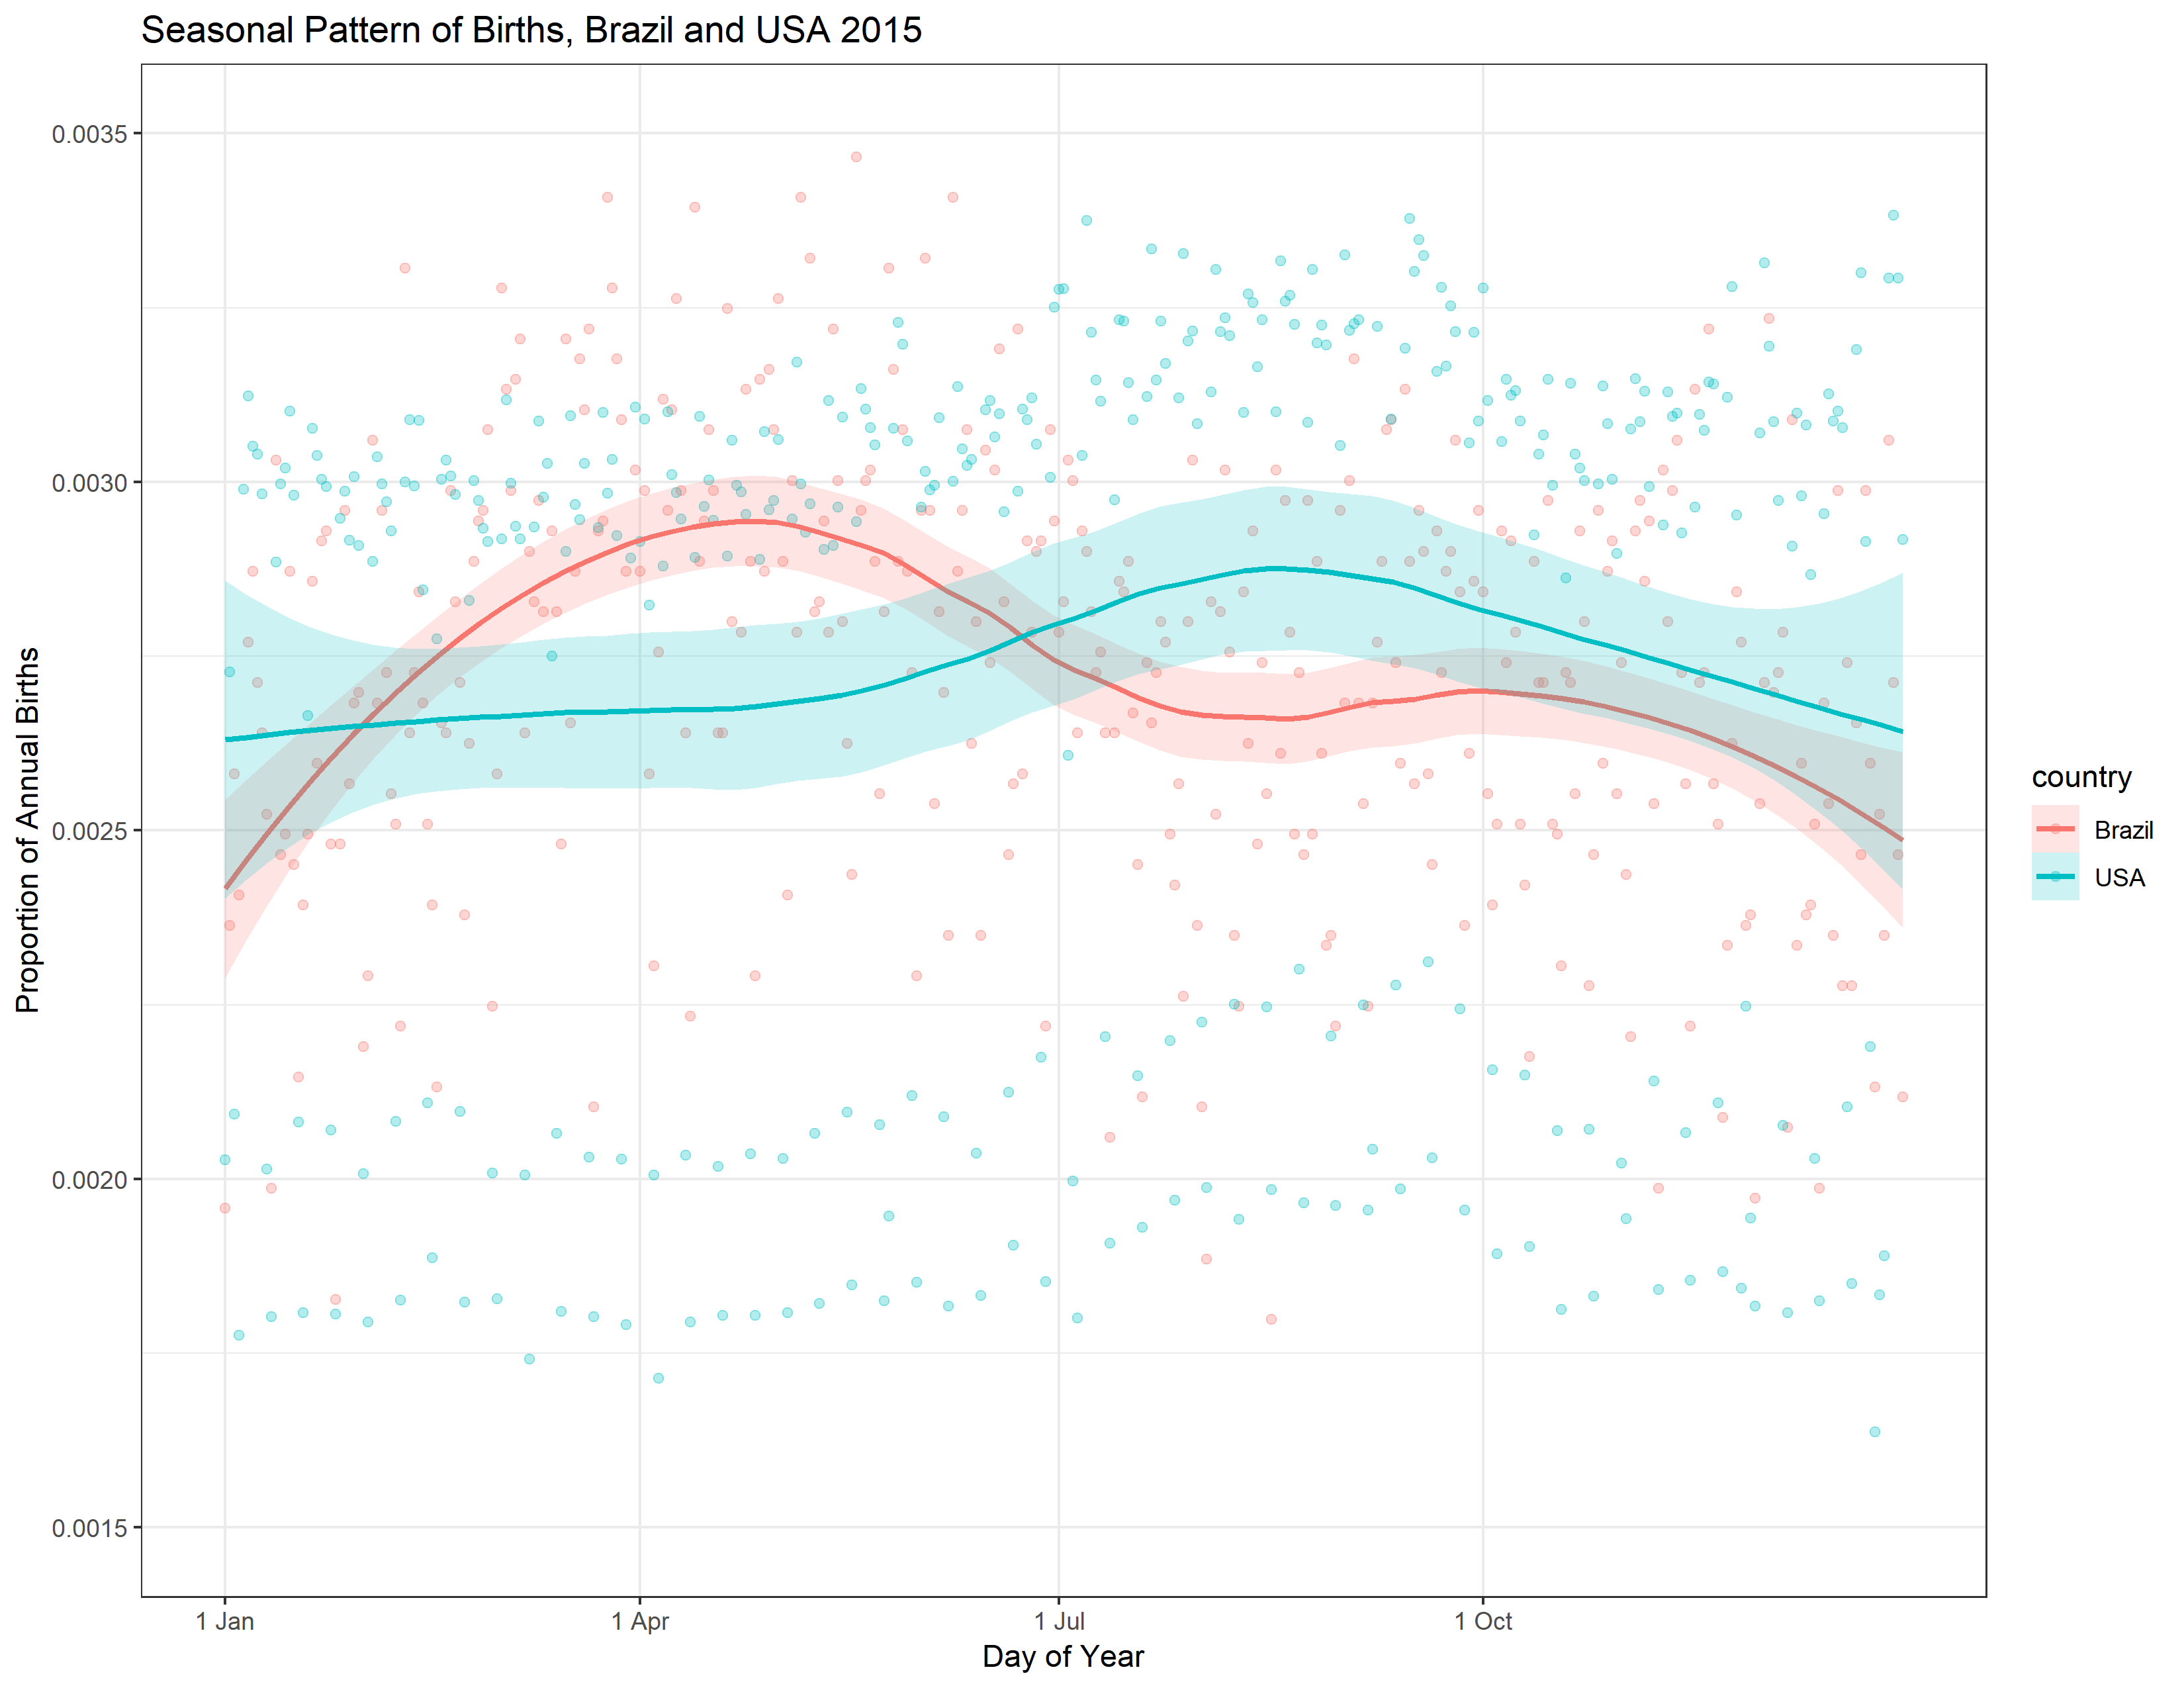 Seasonal Pattern of Births, Brazil and USA 2015
Proportion of Annual Births
0.0035
0.0030
0.0025
0.0020
0.0015
1 Jan
1 Apr
1 Jul
1 Oct
Day of Year
country
Brazil
USA